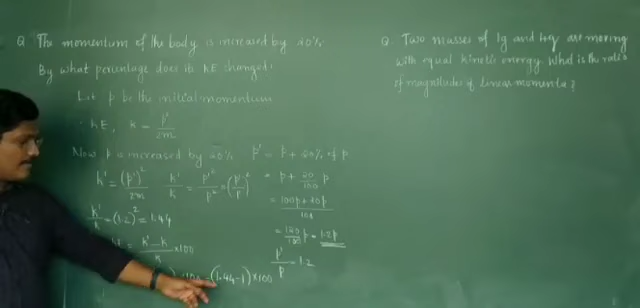 Q The momentum of the body is increased by 20%
By what percentage does its KE changed?
Let p be the initial momentum
KE, K = p²/2m
Now p is increased by 20% p' = p + 20% of p
= p + 20/100 p
K' = (p')²/2m K'/K = p'²/p² = (p'/p)²
= 100p + 20p / 100
K'/K = (1.2)² = 1.44
= 120/100 p = 1.2p
= K' - K / K × 100
p'/p = 1.2
(1.44 - 1) × 100
Q Two masses of 1g and 4g are moving
with equal kinetic energy. What is the ratio
of magnitudes of linear momenta?